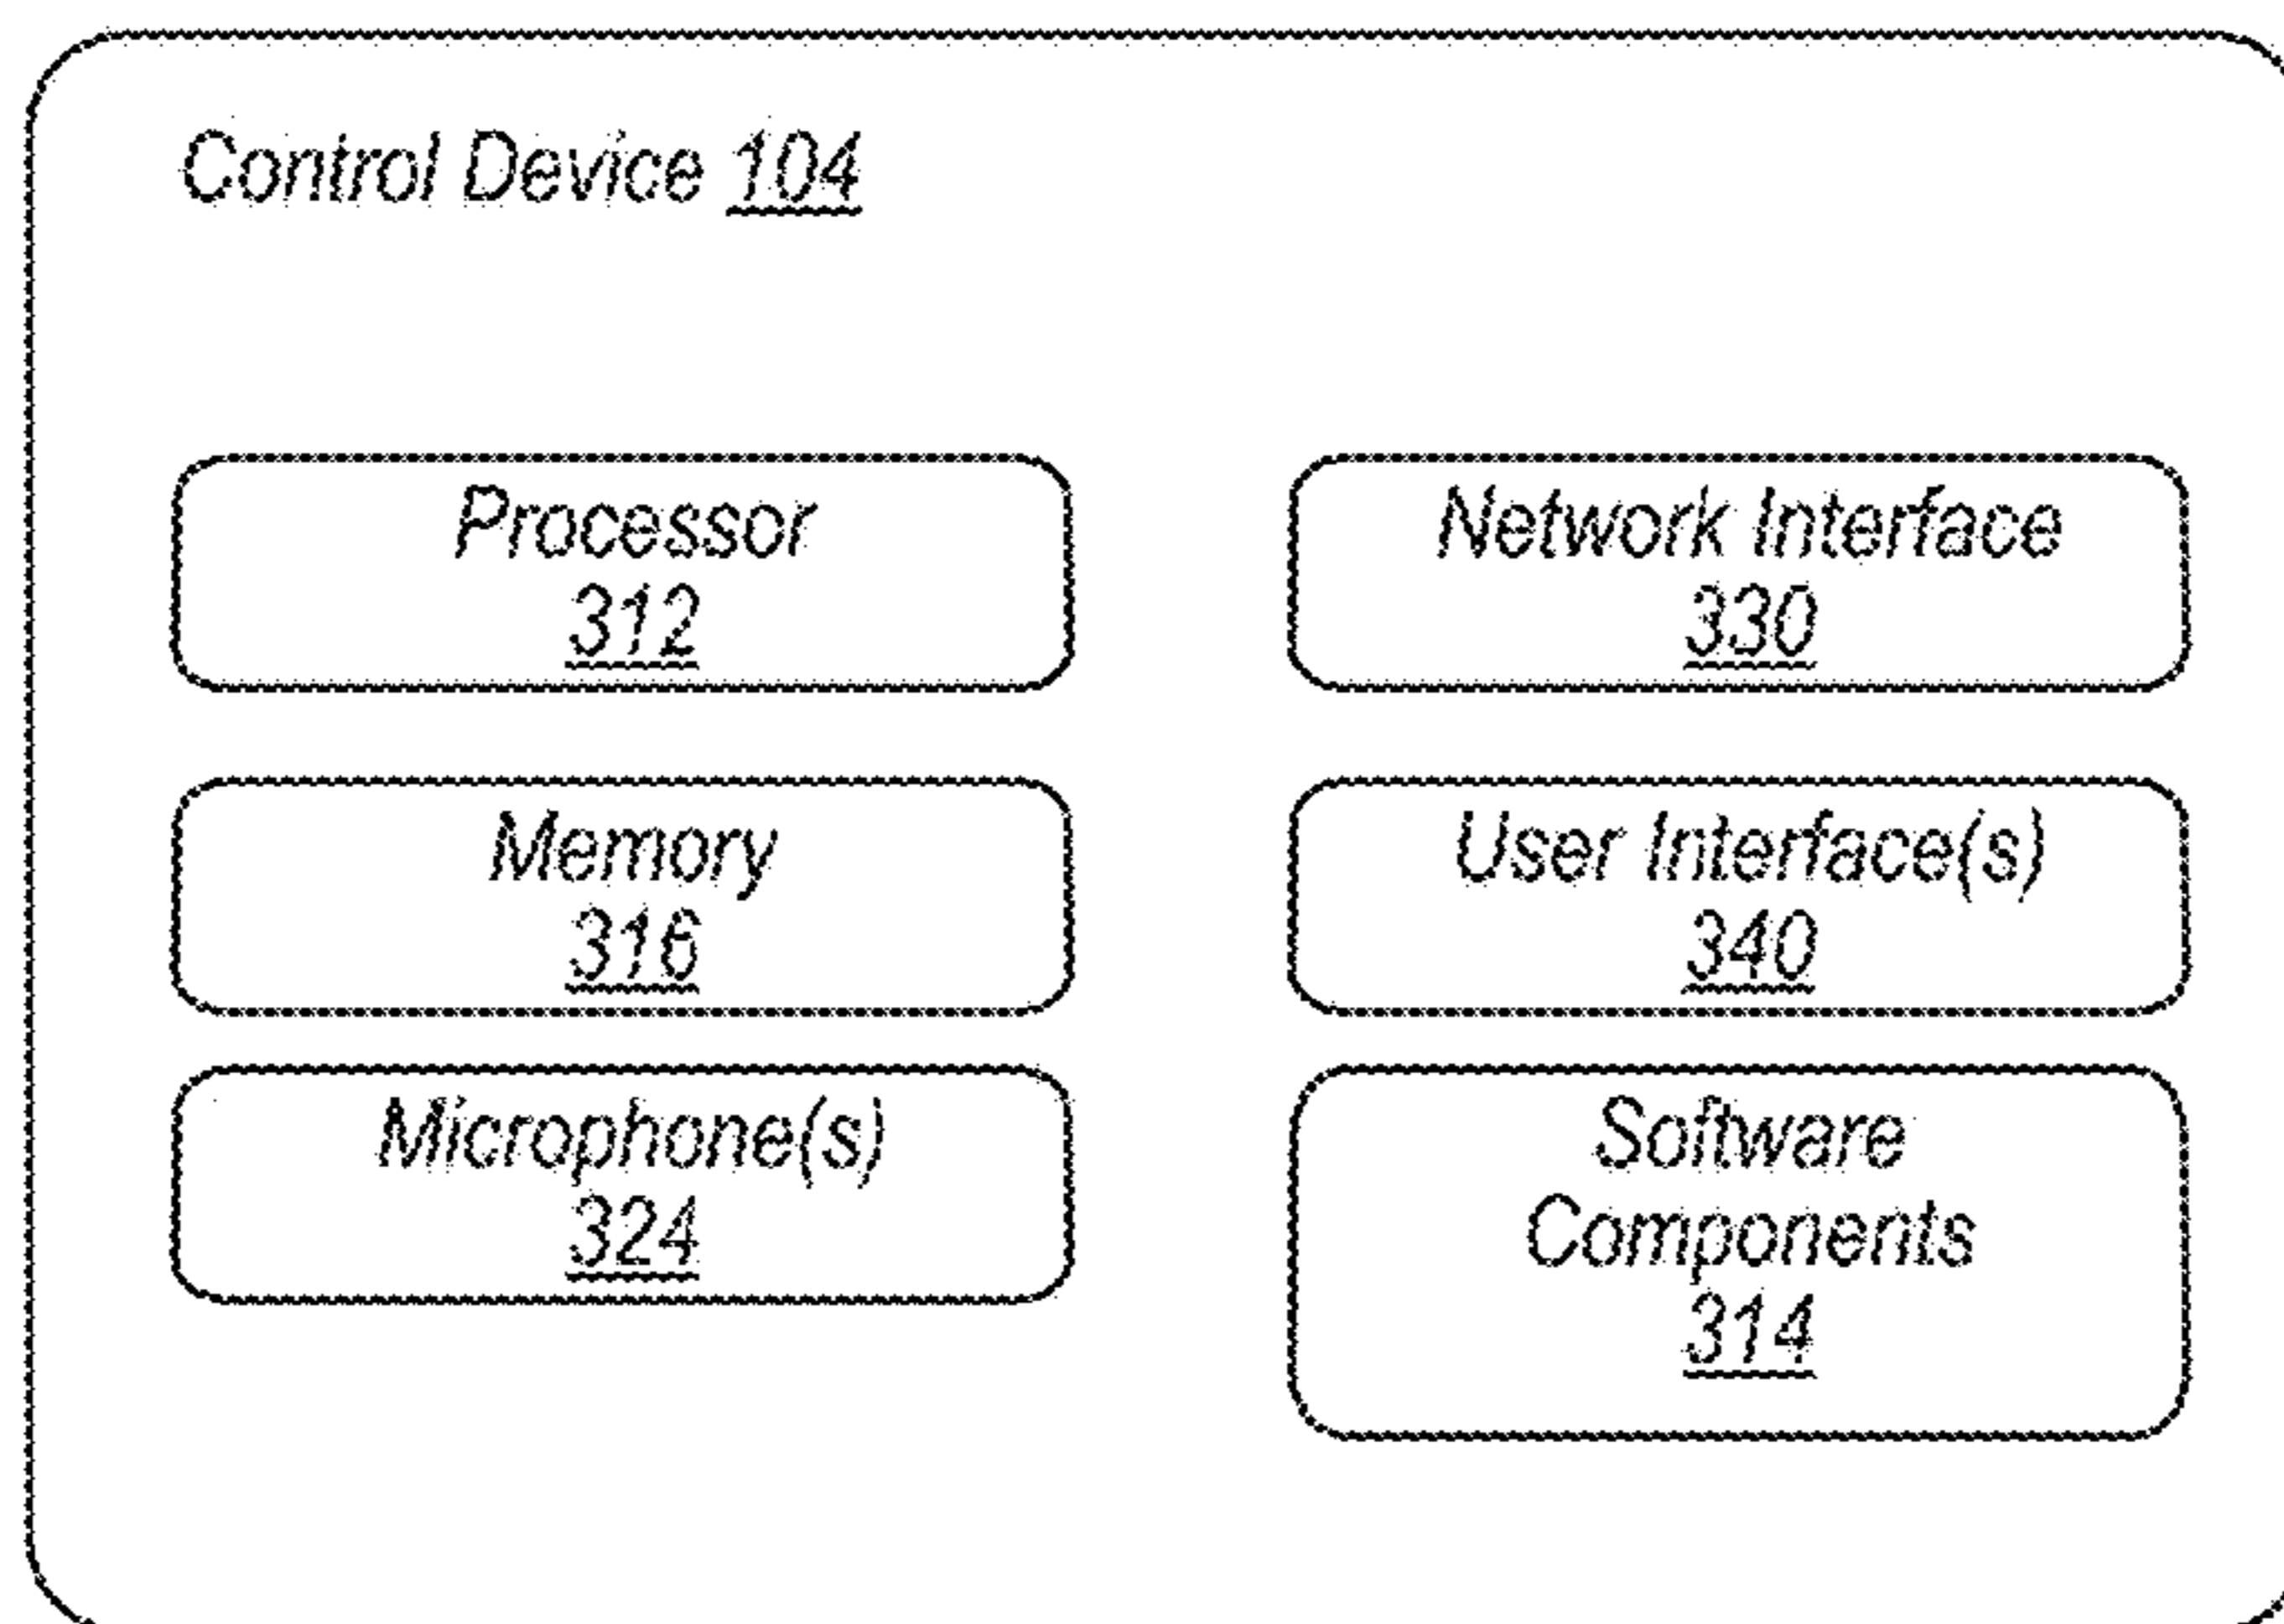 Control Device 104
Processor
312
Network Interface
330
Memory
316
User Interface(s)
340
Microphone(s)
324
Software
Components
314